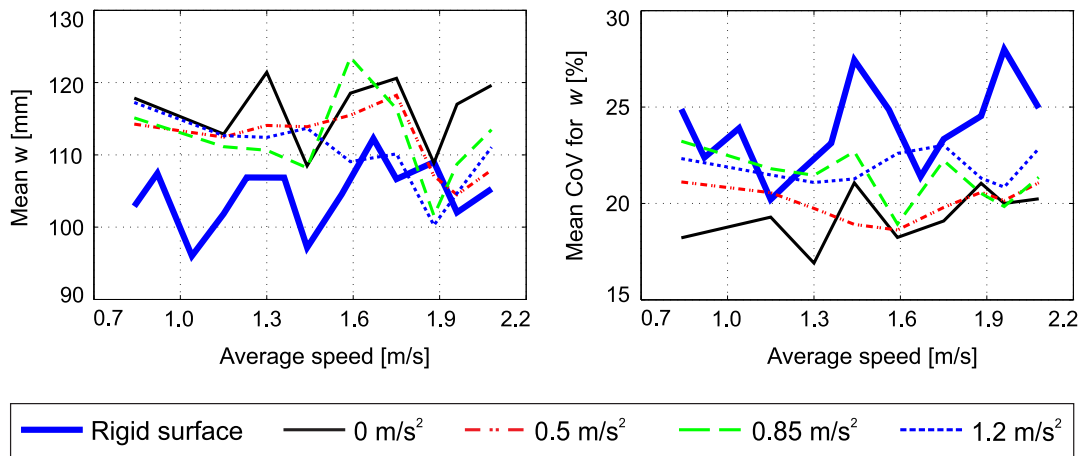 Mean w [mm]
130
120
110
100
90
0.7 1.0 1.3 1.6 1.9 2.2
Average speed [m/s]
Mean CoV for w [%]
30
25
20
15
0.7 1.0 1.3 1.6 1.9 2.2
Average speed [m/s]
Rigid surface 0 m/s² 0.5 m/s² 0.85 m/s² 1.2 m/s²